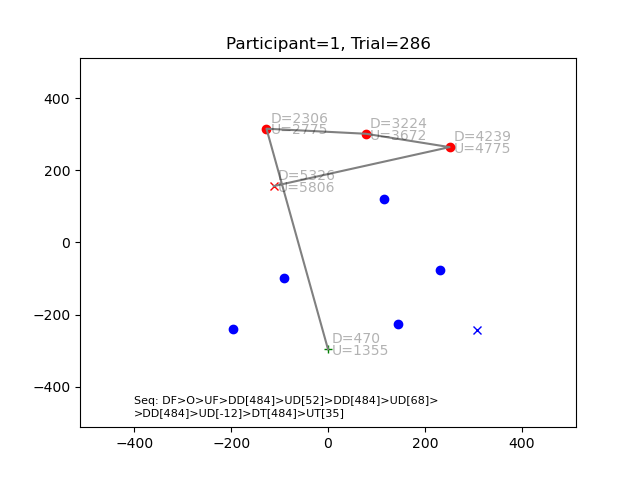 Participant=1, Trial=286
400
200
0
−200
−400
D=2306
U=2775
D=3224
U=3672
D=4239
U=4775
D=5326
U=5806
D=470
U=1355
Seq: DF>O>UF>DD[484]>UD[52]>DD[484]>UD[68]>
>DD[484]>UD[-12]>DT[484]>UT[35]
−400
−200
0
200
400